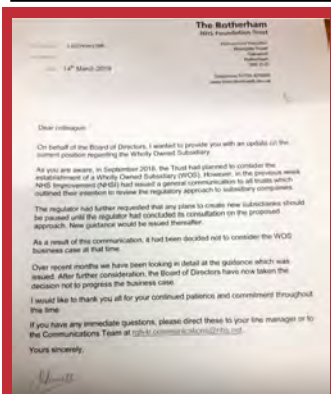 The Rotherham
NHS Foundation Trust
Rotherham
14th March 2019
Dear colleague
On behalf of the Board of Directors, I wanted to provide you with an update on the
current position regarding the Wholly Owned Subsidiary.
As you are aware, in September 2018, the Trust had planned to consider the
establishment of a Wholly Owned Subsidiary (WOS). However, in the previous week
NHS Improvement (NHSI) had issued a general communication to all trusts which
outlined their intention to review the regulatory approach to subsidiary companies.
The regulator had further requested that any plans to create new subsidiaries should
be paused until the regulator had concluded its consultation on the proposed
approach. New guidance would be issued thereafter.
As a result of this communication, it had been decided not to consider the WOS
business case at that time.
Over recent months we have been looking in detail at the guidance which was
issued. After further consideration, the Board of Directors have now taken the
decision not to progress the business case
I would like to thank you all for your continued patience and commitment throughout
this time
If you have any immediate questions, please direct these to your line manager or to
the Communications Team at
Yours sincerely,